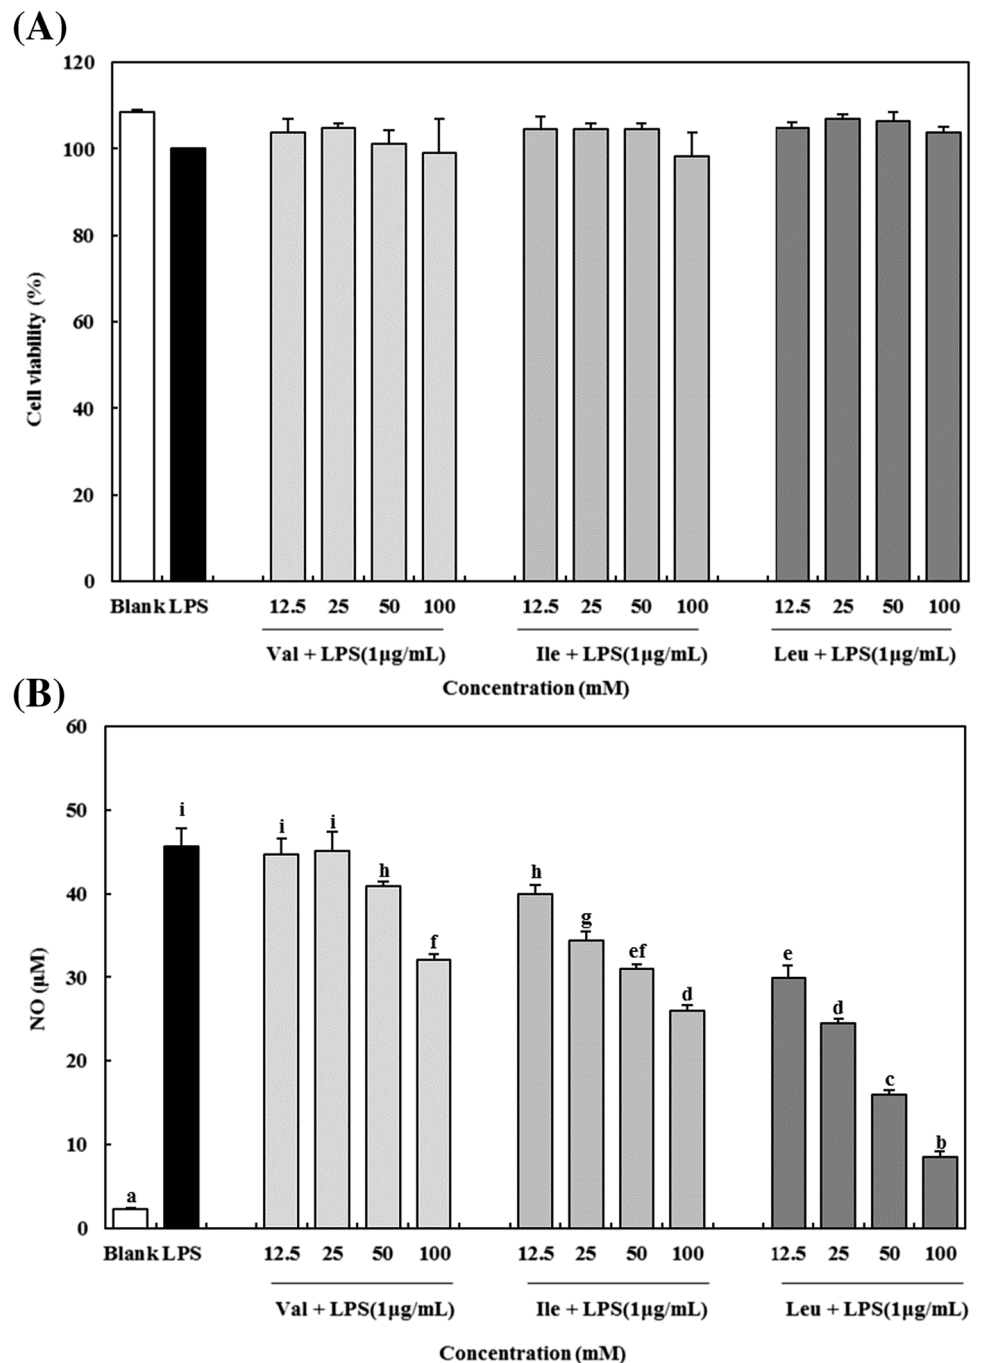 (A)
120
100
80
60
40
20
0
Cell viability (%)
Blank LPS 12.5 25 50 100 12.5 25 50 100 12.5 25 50 100
Val + LPS(1μg/mL) Ile + LPS(1μg/mL) Leu + LPS(1μg/mL)
Concentration (mM)
(B)
60
50
40
30
20
10
0
NO (μM)
a i i i h f h g ef d e d c b
Blank LPS 12.5 25 50 100 12.5 25 50 100 12.5 25 50 100
Val + LPS(1μg/mL) Ile + LPS(1μg/mL) Leu + LPS(1μg/mL)
Concentration (mM)